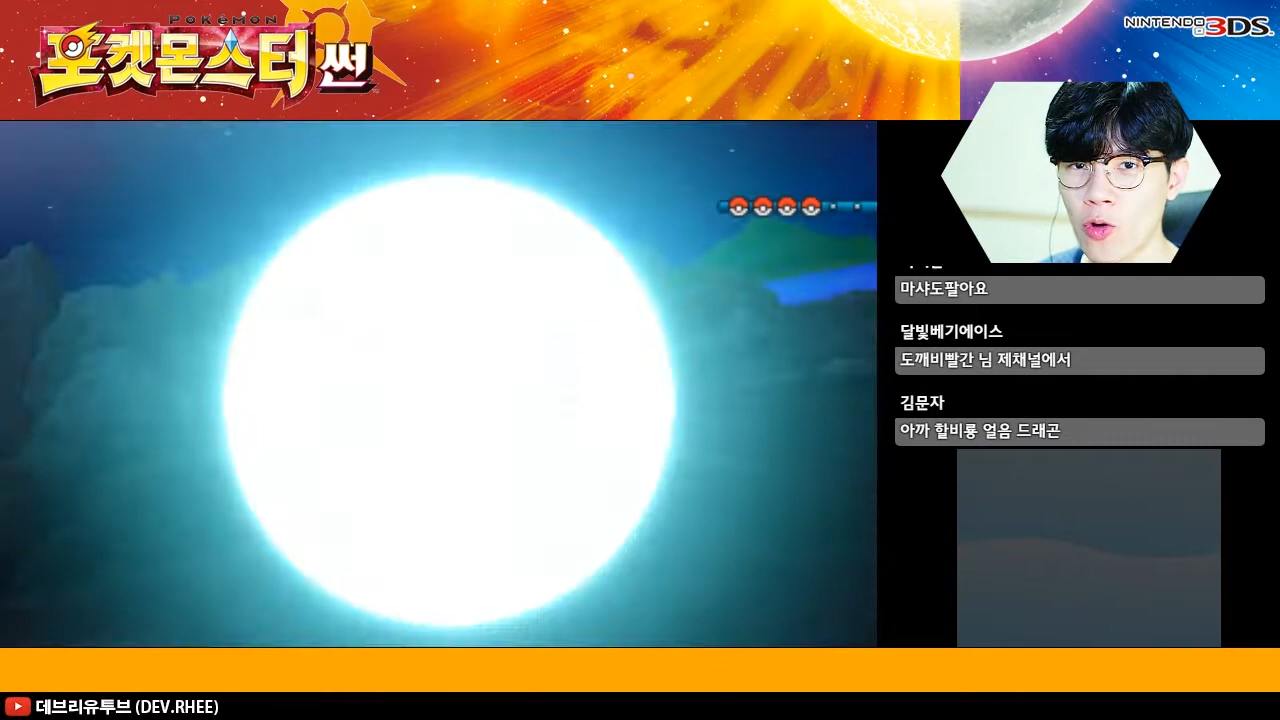 POKéMON
포켓몬스터 썬
NINTENDO 3DS
마샤도팔아요
달빛베기에이스
도깨비빨간 님 제채널에서
김문자
아까 할비롱 얼음 드래곤
데브리유투브 (DEV.RHEE)